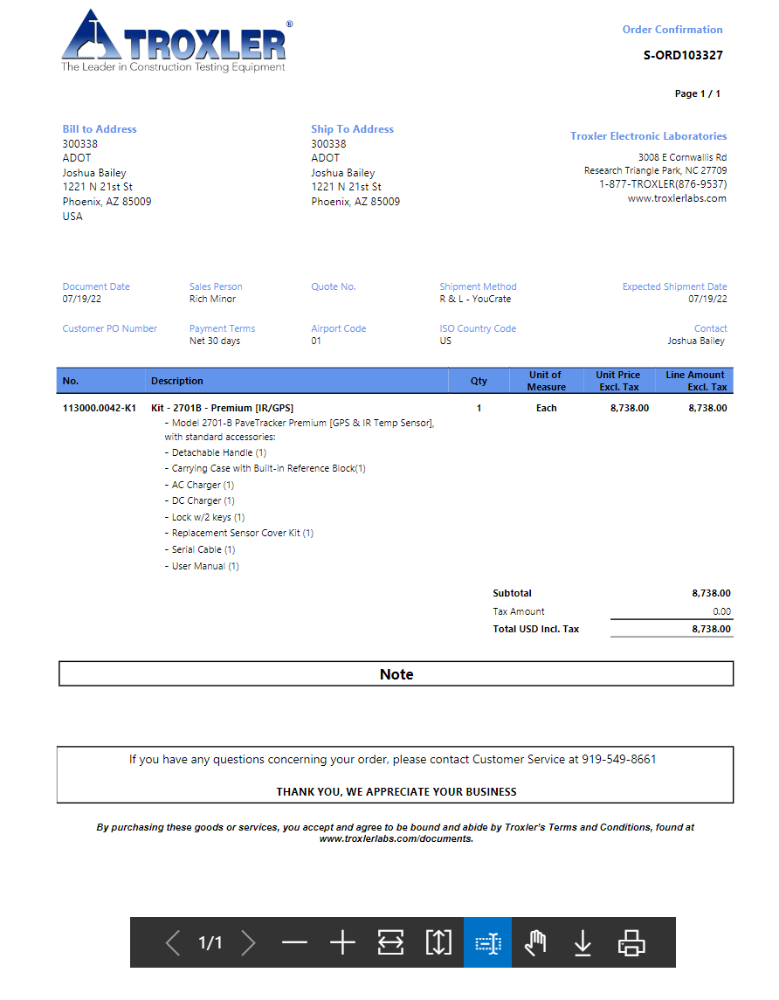 TROXLER®
The Leader in Construction Testing Equipment
Order Confirmation
S-ORD103327
Page 1 / 1
Bill to Address
300338
ADOT
Joshua Bailey
1221 N 21st St
Phoenix, AZ 85009
USA
Ship To Address
300338
ADOT
Joshua Bailey
1221 N 21st St
Phoenix, AZ 85009
Troxler Electronic Laboratories
3008 E Cornwallis Rd
Research Triangle Park, NC 27709
1-877-TROXLER(876-9537)
www.troxlerlabs.com
Document Date Sales Person Quote No. Shipment Method Expected Shipment Date
07/19/22 Rich Minor R & L - YouCrate 07/19/22
Customer PO Number Payment Terms Airport Code ISO Country Code Contact
Net 30 days 01 US Joshua Bailey
No. Description Qty Unit of Measure Unit Price Excl. Tax Line Amount Excl. Tax
113000.0042-K1 Kit - 2701B - Premium [IR/GPS] 1 Each 8,738.00 8,738.00
- Model 2701-B PaveTracker Premium [GPS & IR Temp Sensor],
with standard accessories:
- Detachable Handle (1)
- Carrying Case with Built-in Reference Block(1)
- AC Charger (1)
- DC Charger (1)
- Lock w/2 keys (1)
- Replacement Sensor Cover Kit (1)
- Serial Cable (1)
- User Manual (1)
Subtotal 8,738.00
Tax Amount 0.00
Total USD Incl. Tax 8,738.00
Note
If you have any questions concerning your order, please contact Customer Service at 919-549-8661
THANK YOU, WE APPRECIATE YOUR BUSINESS
By purchasing these goods or services, you accept and agree to be bound and abide by Troxler's Terms and Conditions, found at
www.troxlerlabs.com/documents.
1/1